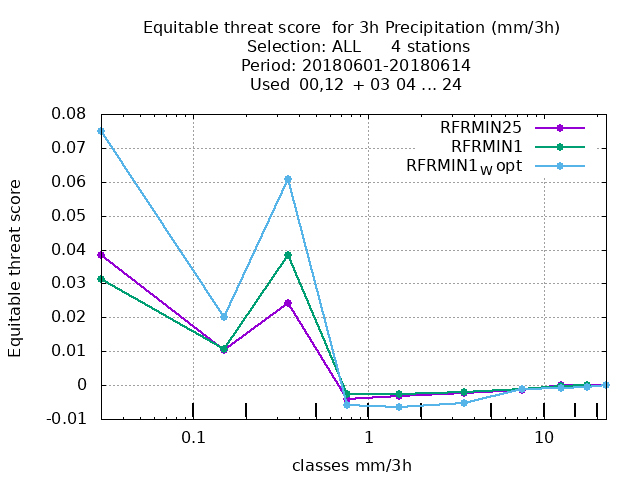 Equitable threat score  for 3h Precipitation (mm/3h)
Selection: ALL      4 stations
Period: 20180601-20180614
Used  00,12  + 03 04 ... 24
RFRMIN25
RFRMIN1
RFRMIN1W opt
0.08
0.07
0.06
0.05
0.04
0.03
0.02
0.01
0
-0.01
Equitable threat score
0.1 1 10
classes mm/3h